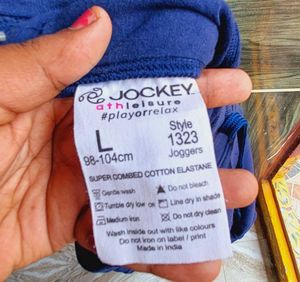 JOCKEY
athleisure
#playorrelax
L
98-104cm
Style
1323
Joggers
SUPER COMBED COTTON ELASTANE
Gentle wash
Do not bleach
Tumble dry low
Line dry in shade
Medium iron
Do not dry clean
Wash inside out with like colours
Do not iron on label / print
Made in India